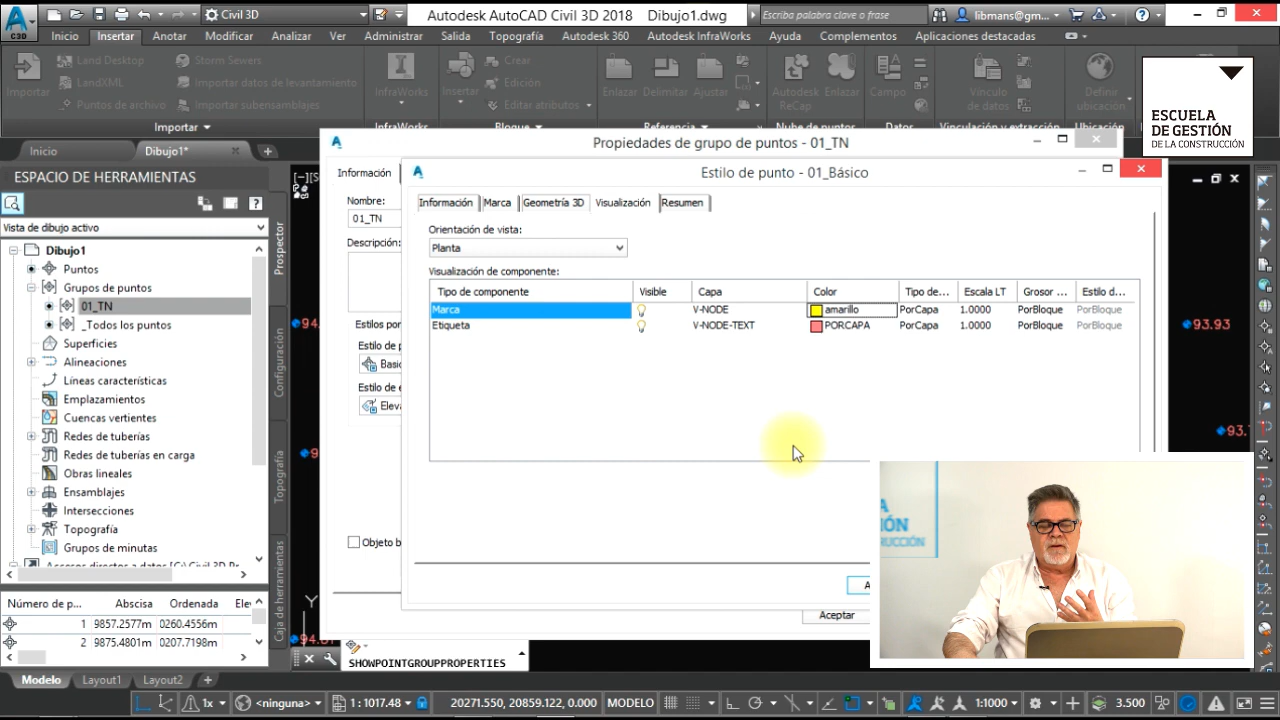 Civil 3D
Autodesk AutoCAD Civil 3D 2018 Dibujo1.dwg
Escriba palabra clave o frase
libmans@gm...
C3D
Inicio Insertar Anotar Modificar Analizar Ver Administrar Salida Topografía Autodesk 360 Autodesk InfraWorks Ayuda Complementos Aplicaciones destacadas
Importar
Land Desktop
LandXML
Puntos de archivo
Storm Sewers
Importar datos de levantamiento
Importar subensamblajes
InfraWorks
Insertar
Crear
Edición
Editar atributos
Enlazar Delimitar Ajustar
Autodesk ReCap
Enlazar
Campo
Vínculo de datos
Definir ubicación
Importar InfraWorks Bloque Referencia Nube de puntos Datos Vinculación y extracción Ubicación
ESCUELA
DE GESTIÓN
DE LA CONSTRUCCIÓN
Inicio Dibujo1*
ESPACIO DE HERRAMIENTAS
Vista de dibujo activo
Dibujo1
Puntos
Grupos de puntos
01_TN
_Todos los puntos
Superficies
Alineaciones
Líneas características
Emplazamientos
Cuencas vertientes
Redes de tuberías
Redes de tuberías en carga
Obras lineales
Ensamblajes
Intersecciones
Topografía
Grupos de minutas
Prospector
Configuración
Topografía
Caja de herramientas
Número de p... Abscisa Ordenada Ele
1 9857.2577m 0260.4556m
2 9875.4801m 0207.7198m
Propiedades de grupo de puntos - 01_TN
Información
Nombre:
01_TN
Descripción:
Estilos por
Estilo de p
Basic
Estilo de e
Eleva
Objeto b
Aceptar
Estilo de punto - 01_Básico
Información Marca Geometría 3D Visualización Resumen
Orientación de vista:
Planta
Visualización de componente:
Tipo de componente Visible Capa Color Tipo de... Escala LT Grosor ... Estilo d...
Marca V-NODE amarillo PorCapa 1.0000 PorBloque PorBloque
Etiqueta V-NODE-TEXT PORCAPA PorCapa 1.0000 PorBloque PorBloque
A
93.93
Y
SHOWPOINTGROUPPROPERTIES
Modelo Layout1 Layout2 +
1x <ninguna> 1 : 1017.48 20271.550, 20859.122, 0.000 MODELO 1:1000 3.500